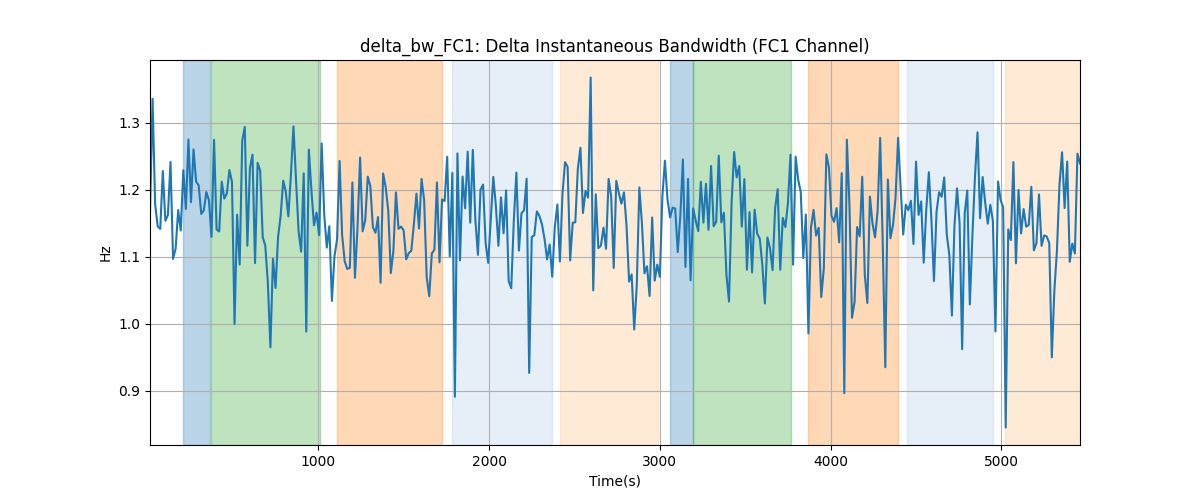 delta_bw_FC1: Delta Instantaneous Bandwidth (FC1 Channel)
Hz
1.3
1.2
1.1
1.0
0.9
1000 2000 3000 4000 5000
Time(s)